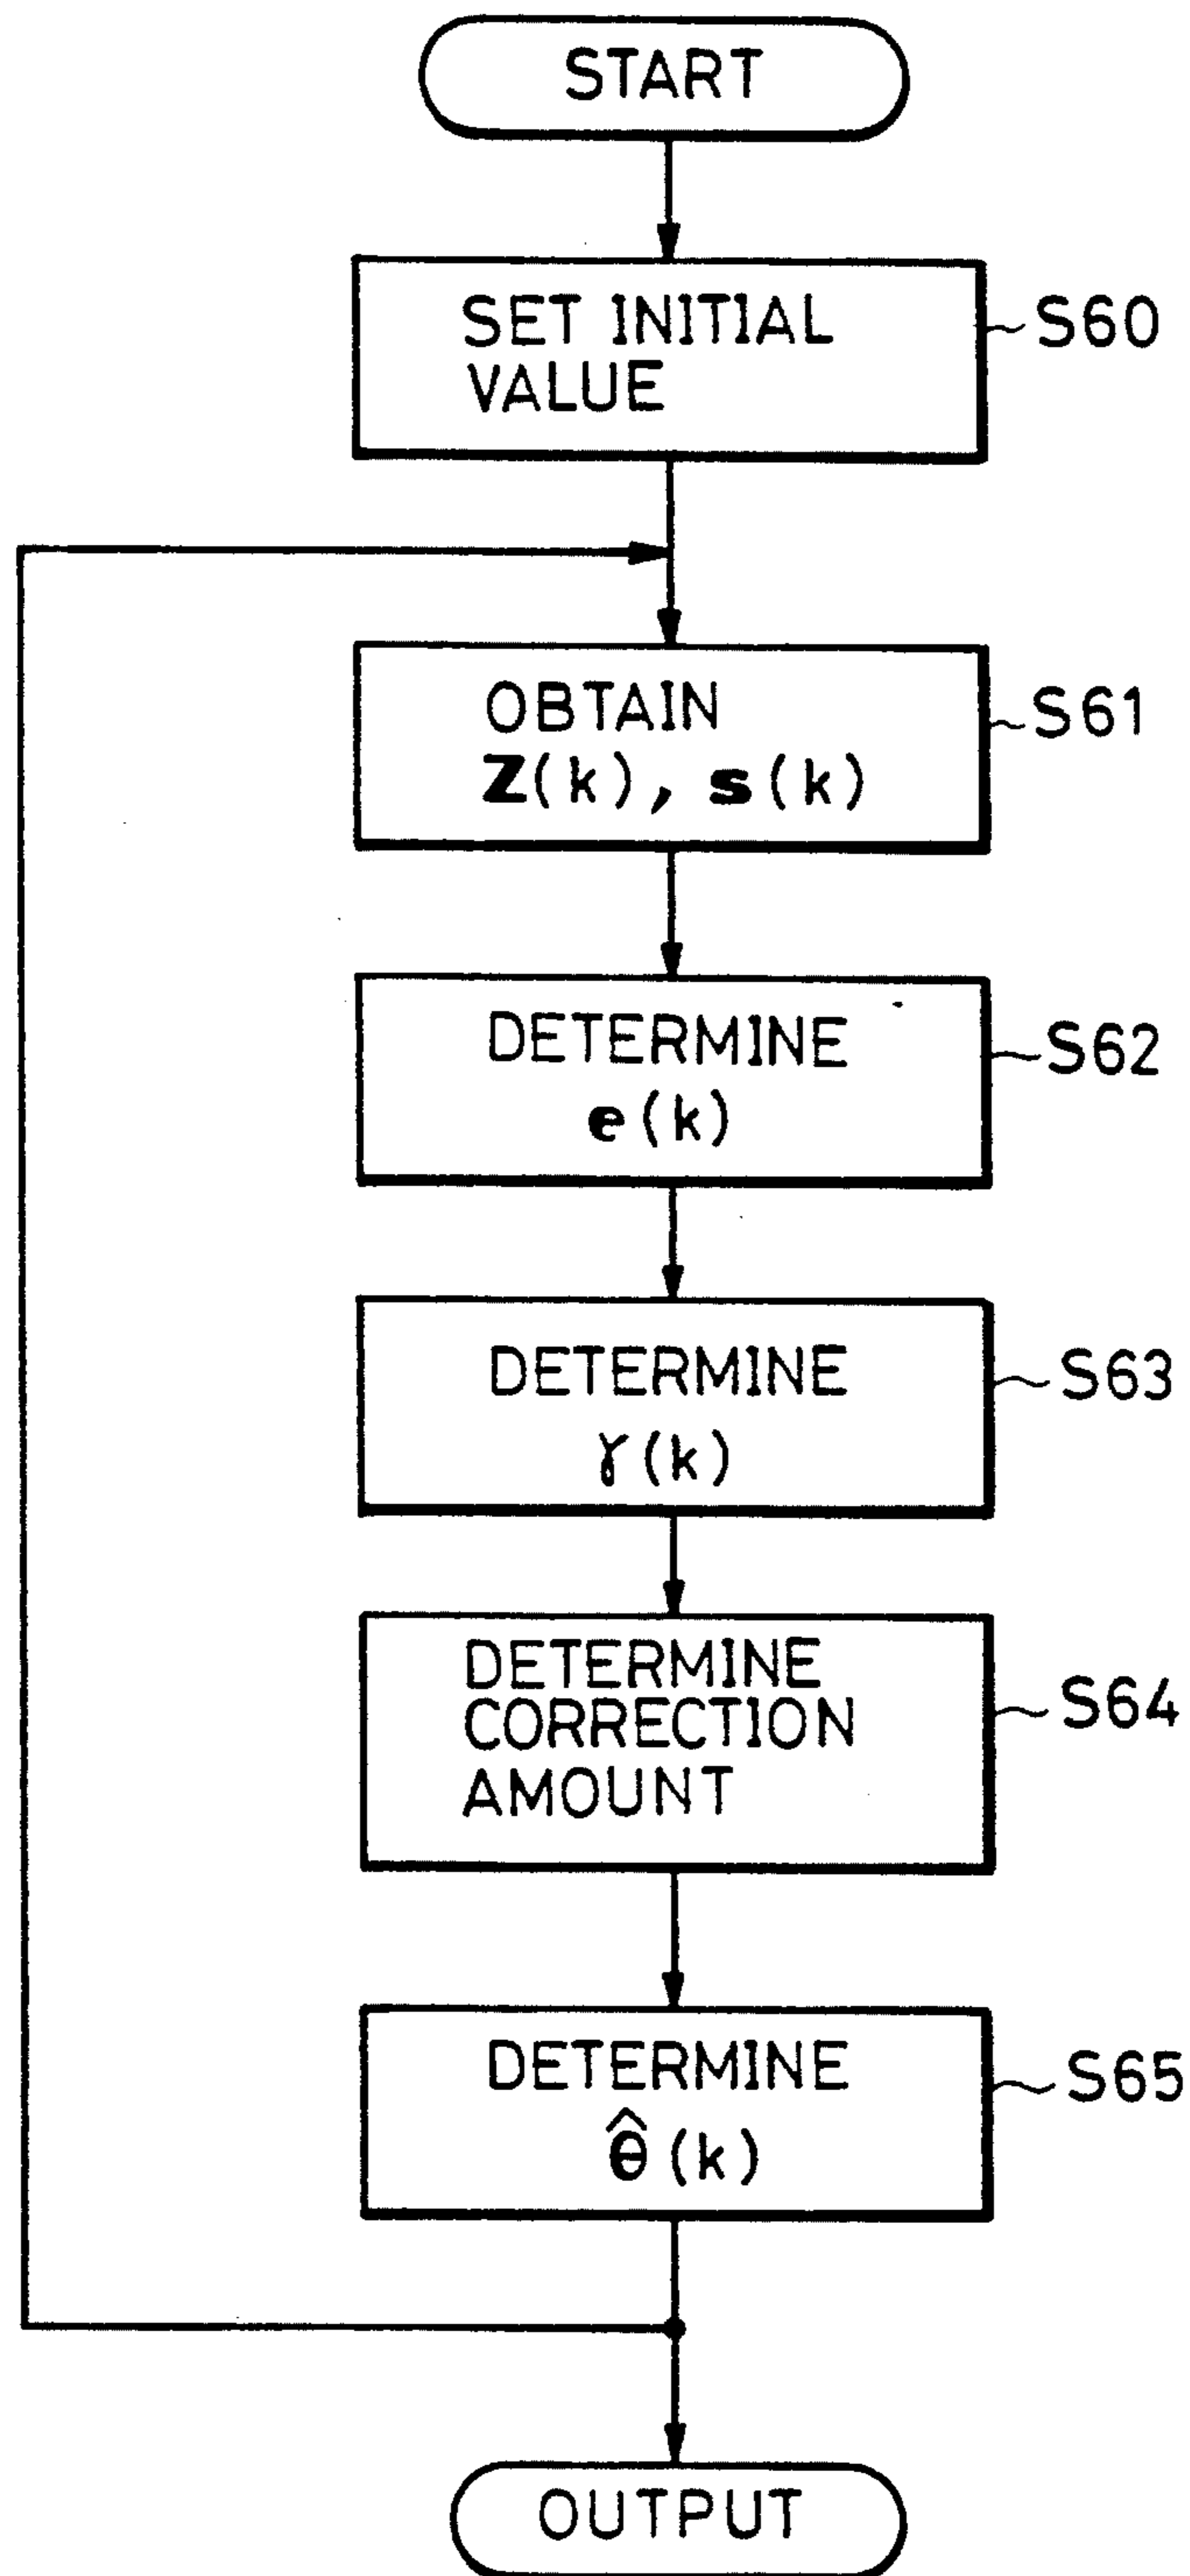 START
SET INITIAL
VALUE
S60
OBTAIN
Z(k), s(k)
S61
DETERMINE
e(k)
S62
DETERMINE
γ(k)
S63
DETERMINE
CORRECTION
AMOUNT
S64
DETERMINE
θ̂(k)
S65
OUTPUT